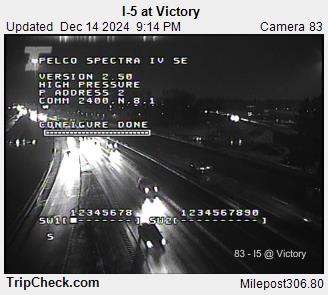 I-5 at Victory
Updated Dec 14 2024 9:14 PM Camera 83
PELCO SPECTRA IV SE
VERSION 2.50
HIGH PRESSURE
P ADDRESS 2
COMM 2400.N.8.1
CONFIGURE DONE
12345678 1234567890
SW1 SW2
S
83 - I5 @ Victory
TripCheck.com Milepost306.80